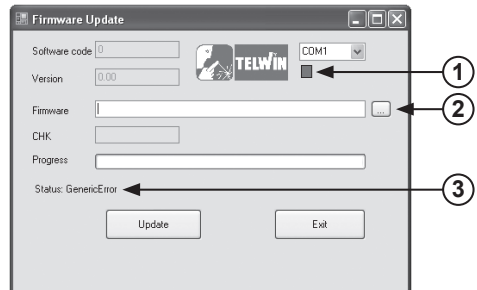 Firmware Update
Software code 0
TELWIN
COM1
Version 0.00
1
Firmware
...
2
CHK
Progress
Status: GenericError
3
Update Exit